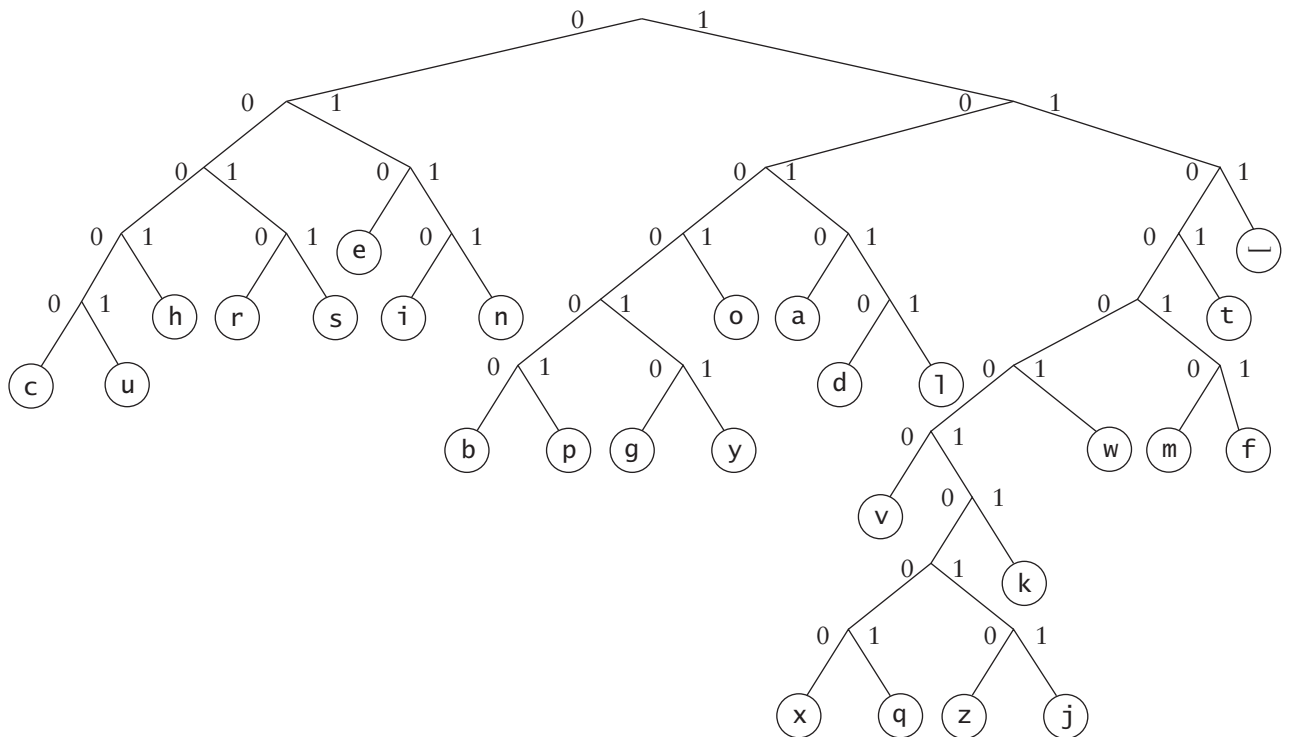 0 1
0 1 0 1
0 1 0 1 0 1 0 1
0 1 0 1 e 0 1 0 1 0 1 0 1 ␣
0 1 h r s i n 0 1 o a 0 1 0 1 t
c u 0 1 0 1 d l 0 1 0 1
b p g y 0 1 w m f
v 0 1
0 1 k
0 1 0 1
x q z j